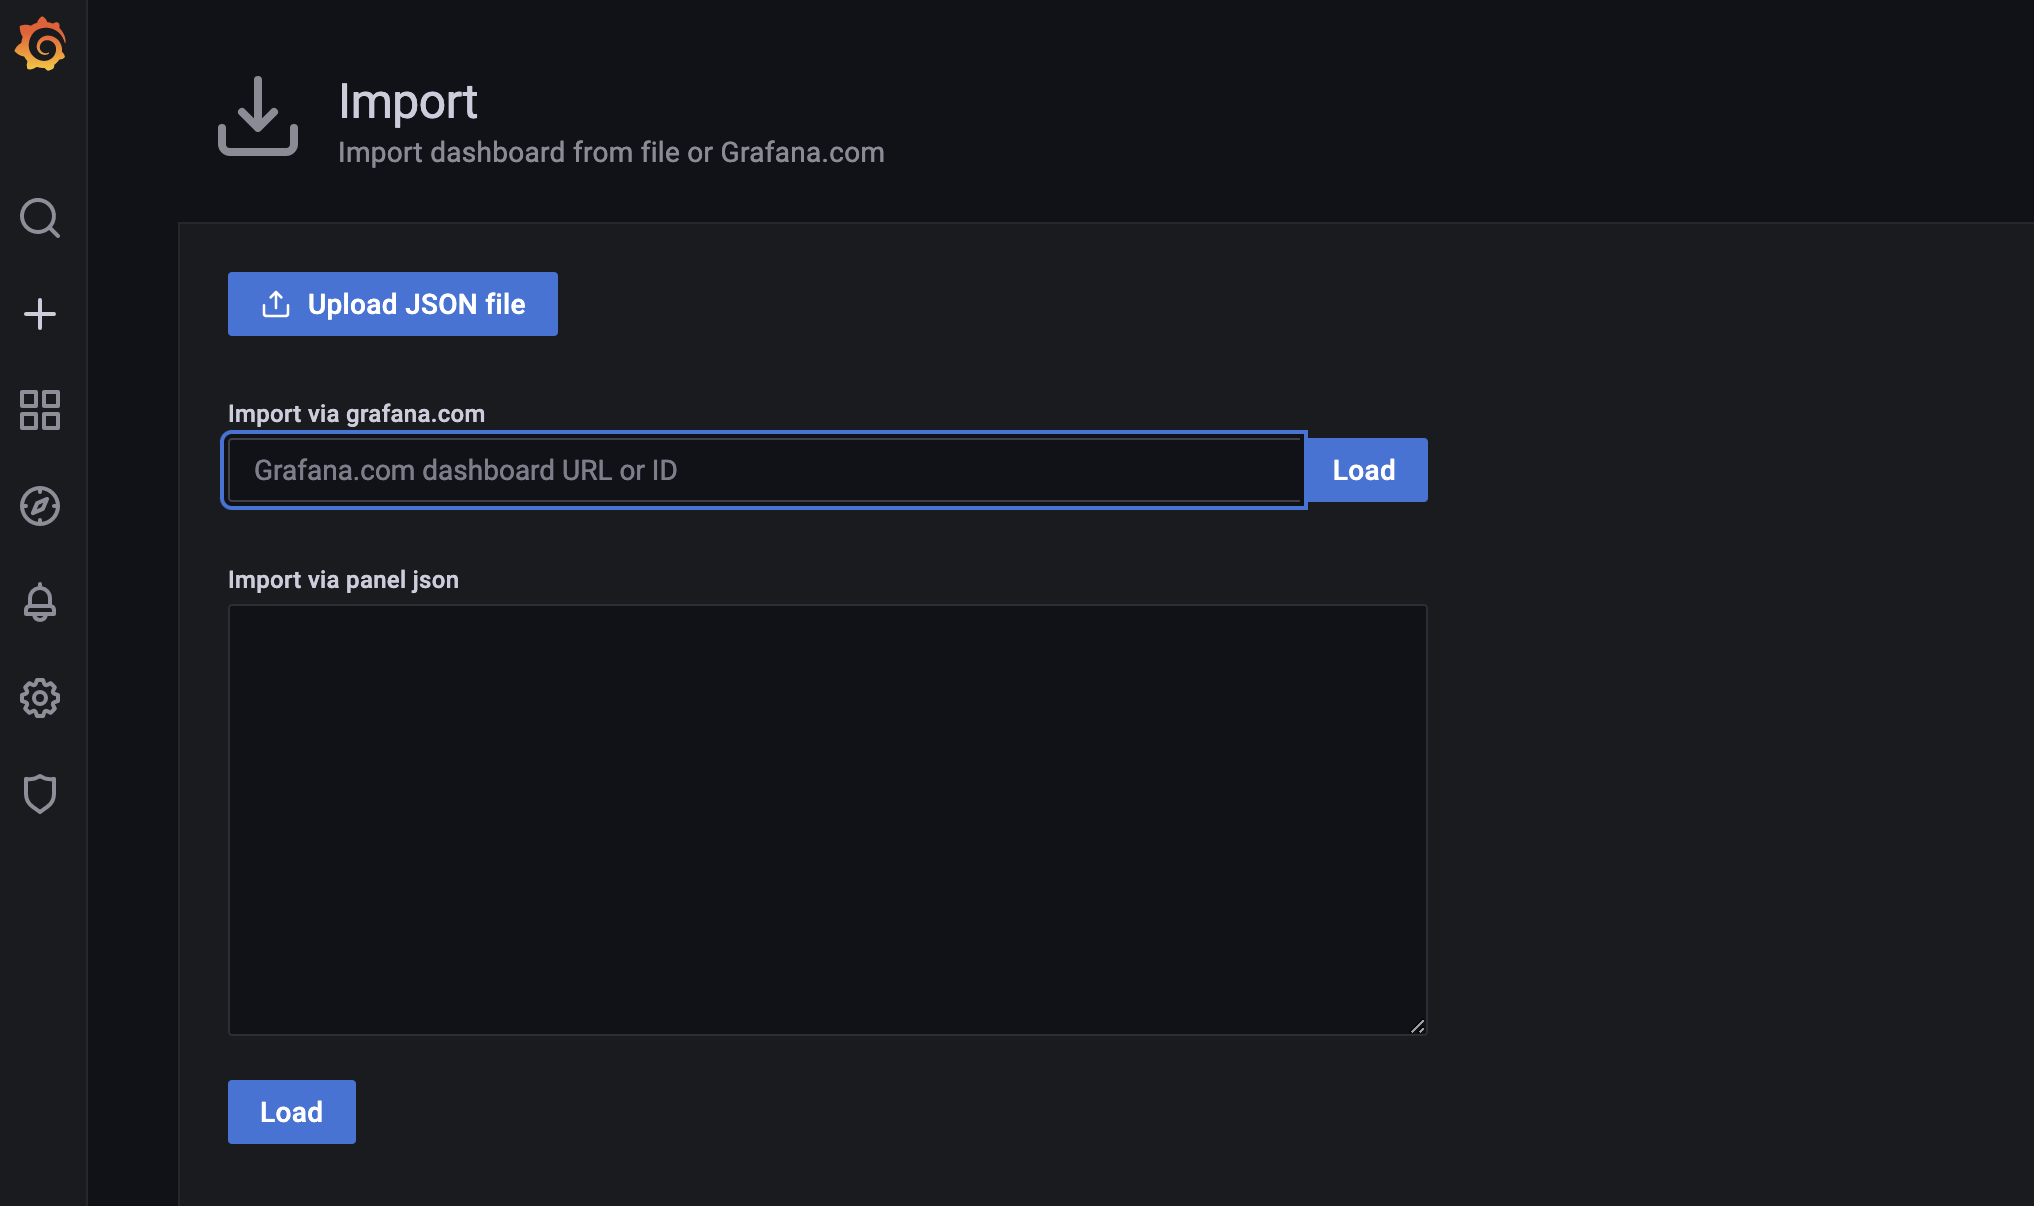 Import
Import dashboard from file or Grafana.com
Upload JSON file
Import via grafana.com
Grafana.com dashboard URL or ID
Load
Import via panel json
Load